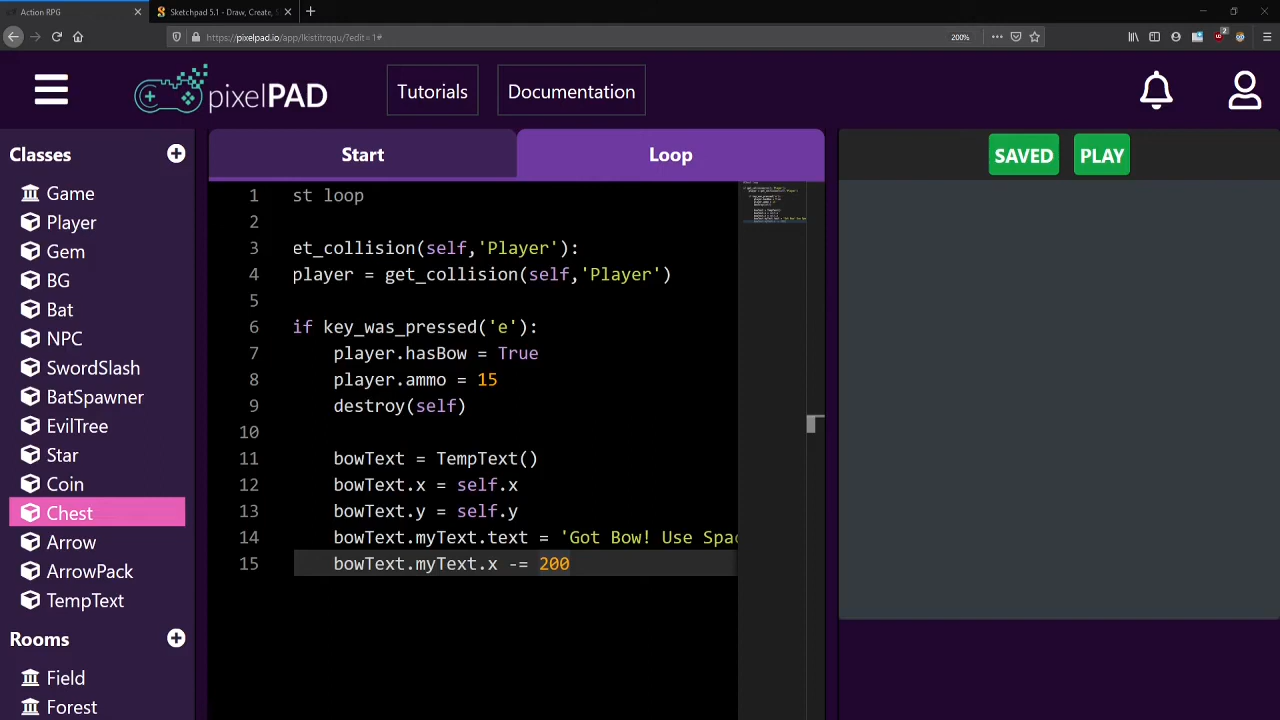 Action RPG
Sketchpad 5.1 - Draw, Create,
https://pixelpad.io/app/lkistitrqqu/?edit=1#
200%
2
pixelPAD
Tutorials
Documentation
Classes
Game
Player
Gem
BG
Bat
NPC
SwordSlash
BatSpawner
EvilTree
Star
Coin
Chest
Arrow
ArrowPack
TempText
Rooms
Field
Forest
Start
Loop
1 st loop
2
3 et_collision(self,'Player'):
4 player = get_collision(self,'Player')
5
6 if key_was_pressed('e'):
7 player.hasBow = True
8 player.ammo = 15
9 destroy(self)
10
11 bowText = TempText()
12 bowText.x = self.x
13 bowText.y = self.y
14 bowText.myText.text = 'Got Bow! Use Spac
15 bowText.myText.x -= 200
SAVED
PLAY